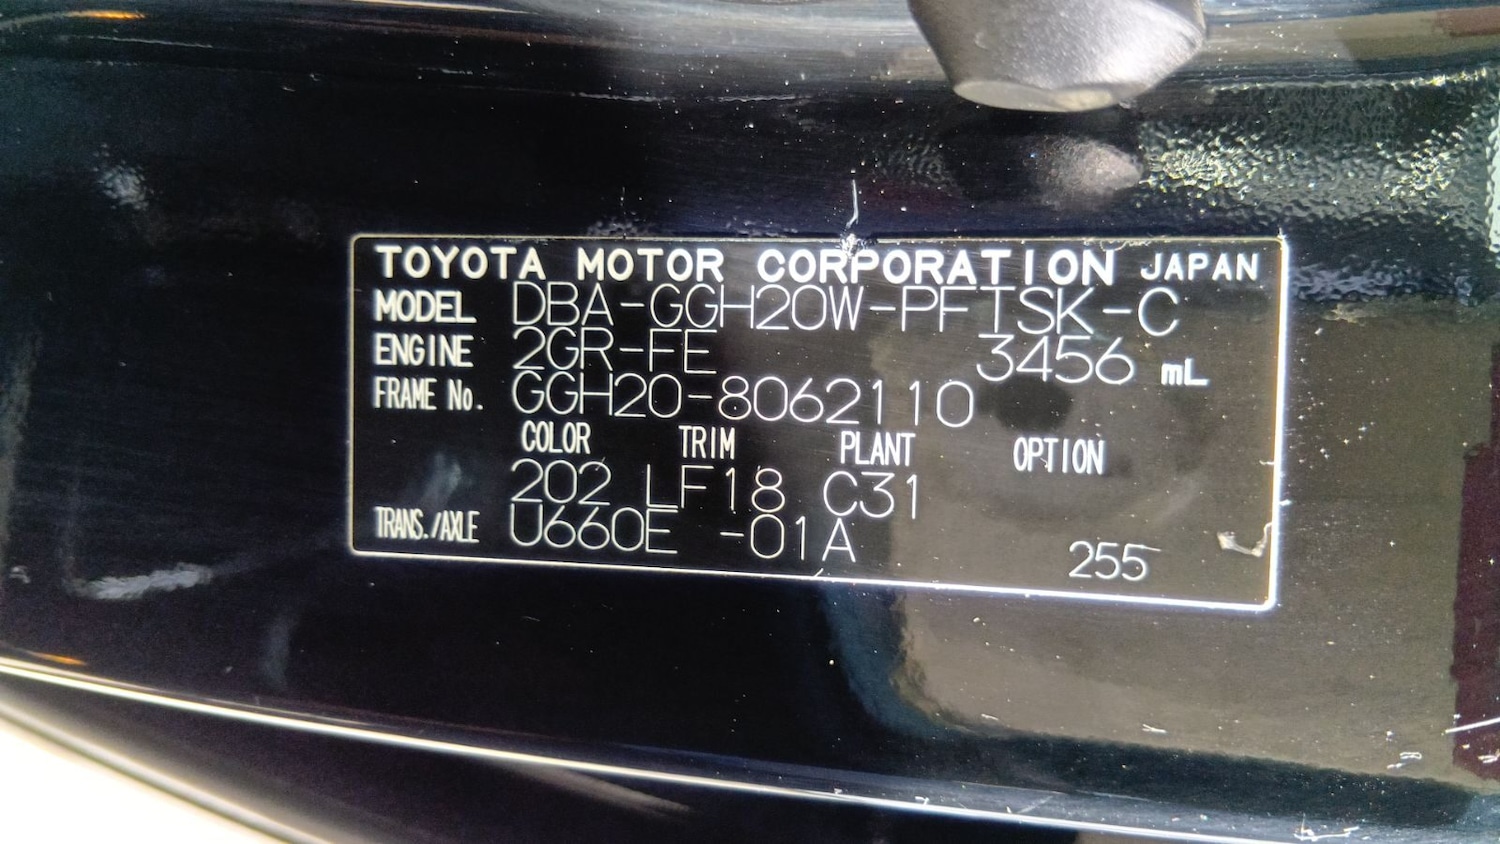 TOYOTA MOTOR CORPORATION JAPAN
MODEL DBA-GGH20W-PFTSK-C
ENGINE 2GR-FE 3456 mL
FRAME No. GGH20-8062110
COLOR TRIM PLANT OPTION
202 LF18 C31
TRANS./AXLE U660E -01A 255